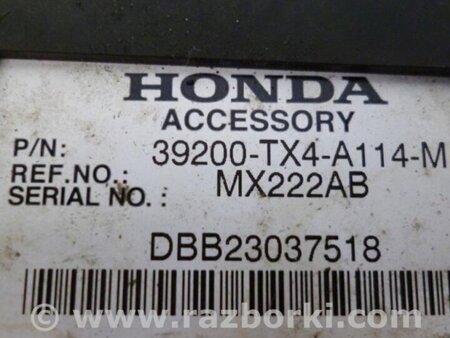 HONDA
ACCESSORY
P/N: 39200-TX4-A114-M
REF.NO.: MX222AB
SERIAL NO.:
DBB23037518
© www.razborki.com